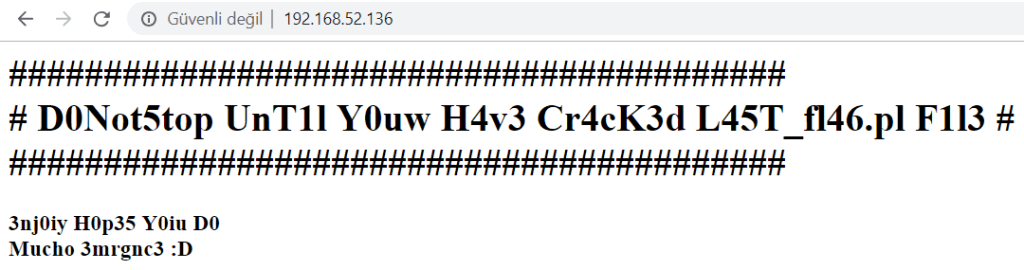 Güvenli değil | 192.168.52.136
#########################################
# D0Not5top UnT1l Y0uw H4v3 Cr4cK3d L45T_fl46.pl F1l3 #
#########################################
3nj0iy H0p35 Y0iu D0
Mucho 3mrgnc3 :D